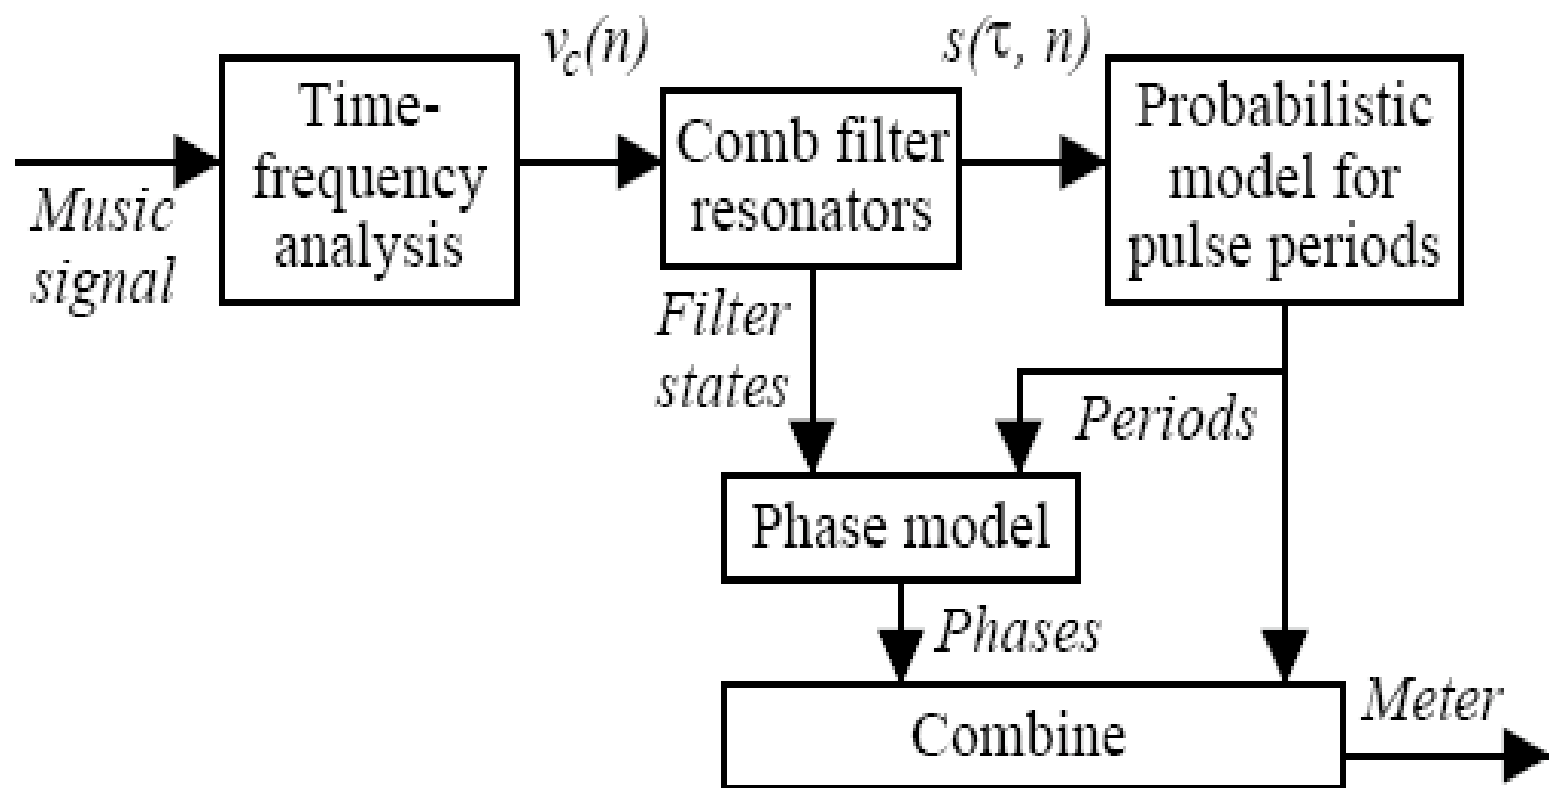 v_c(n)
s(τ, n)
Time-
frequency
analysis
Comb filter
resonators
Probabilistic
model for
pulse periods
Music
signal
Filter
states
Periods
Phase model
Phases
Combine
Meter